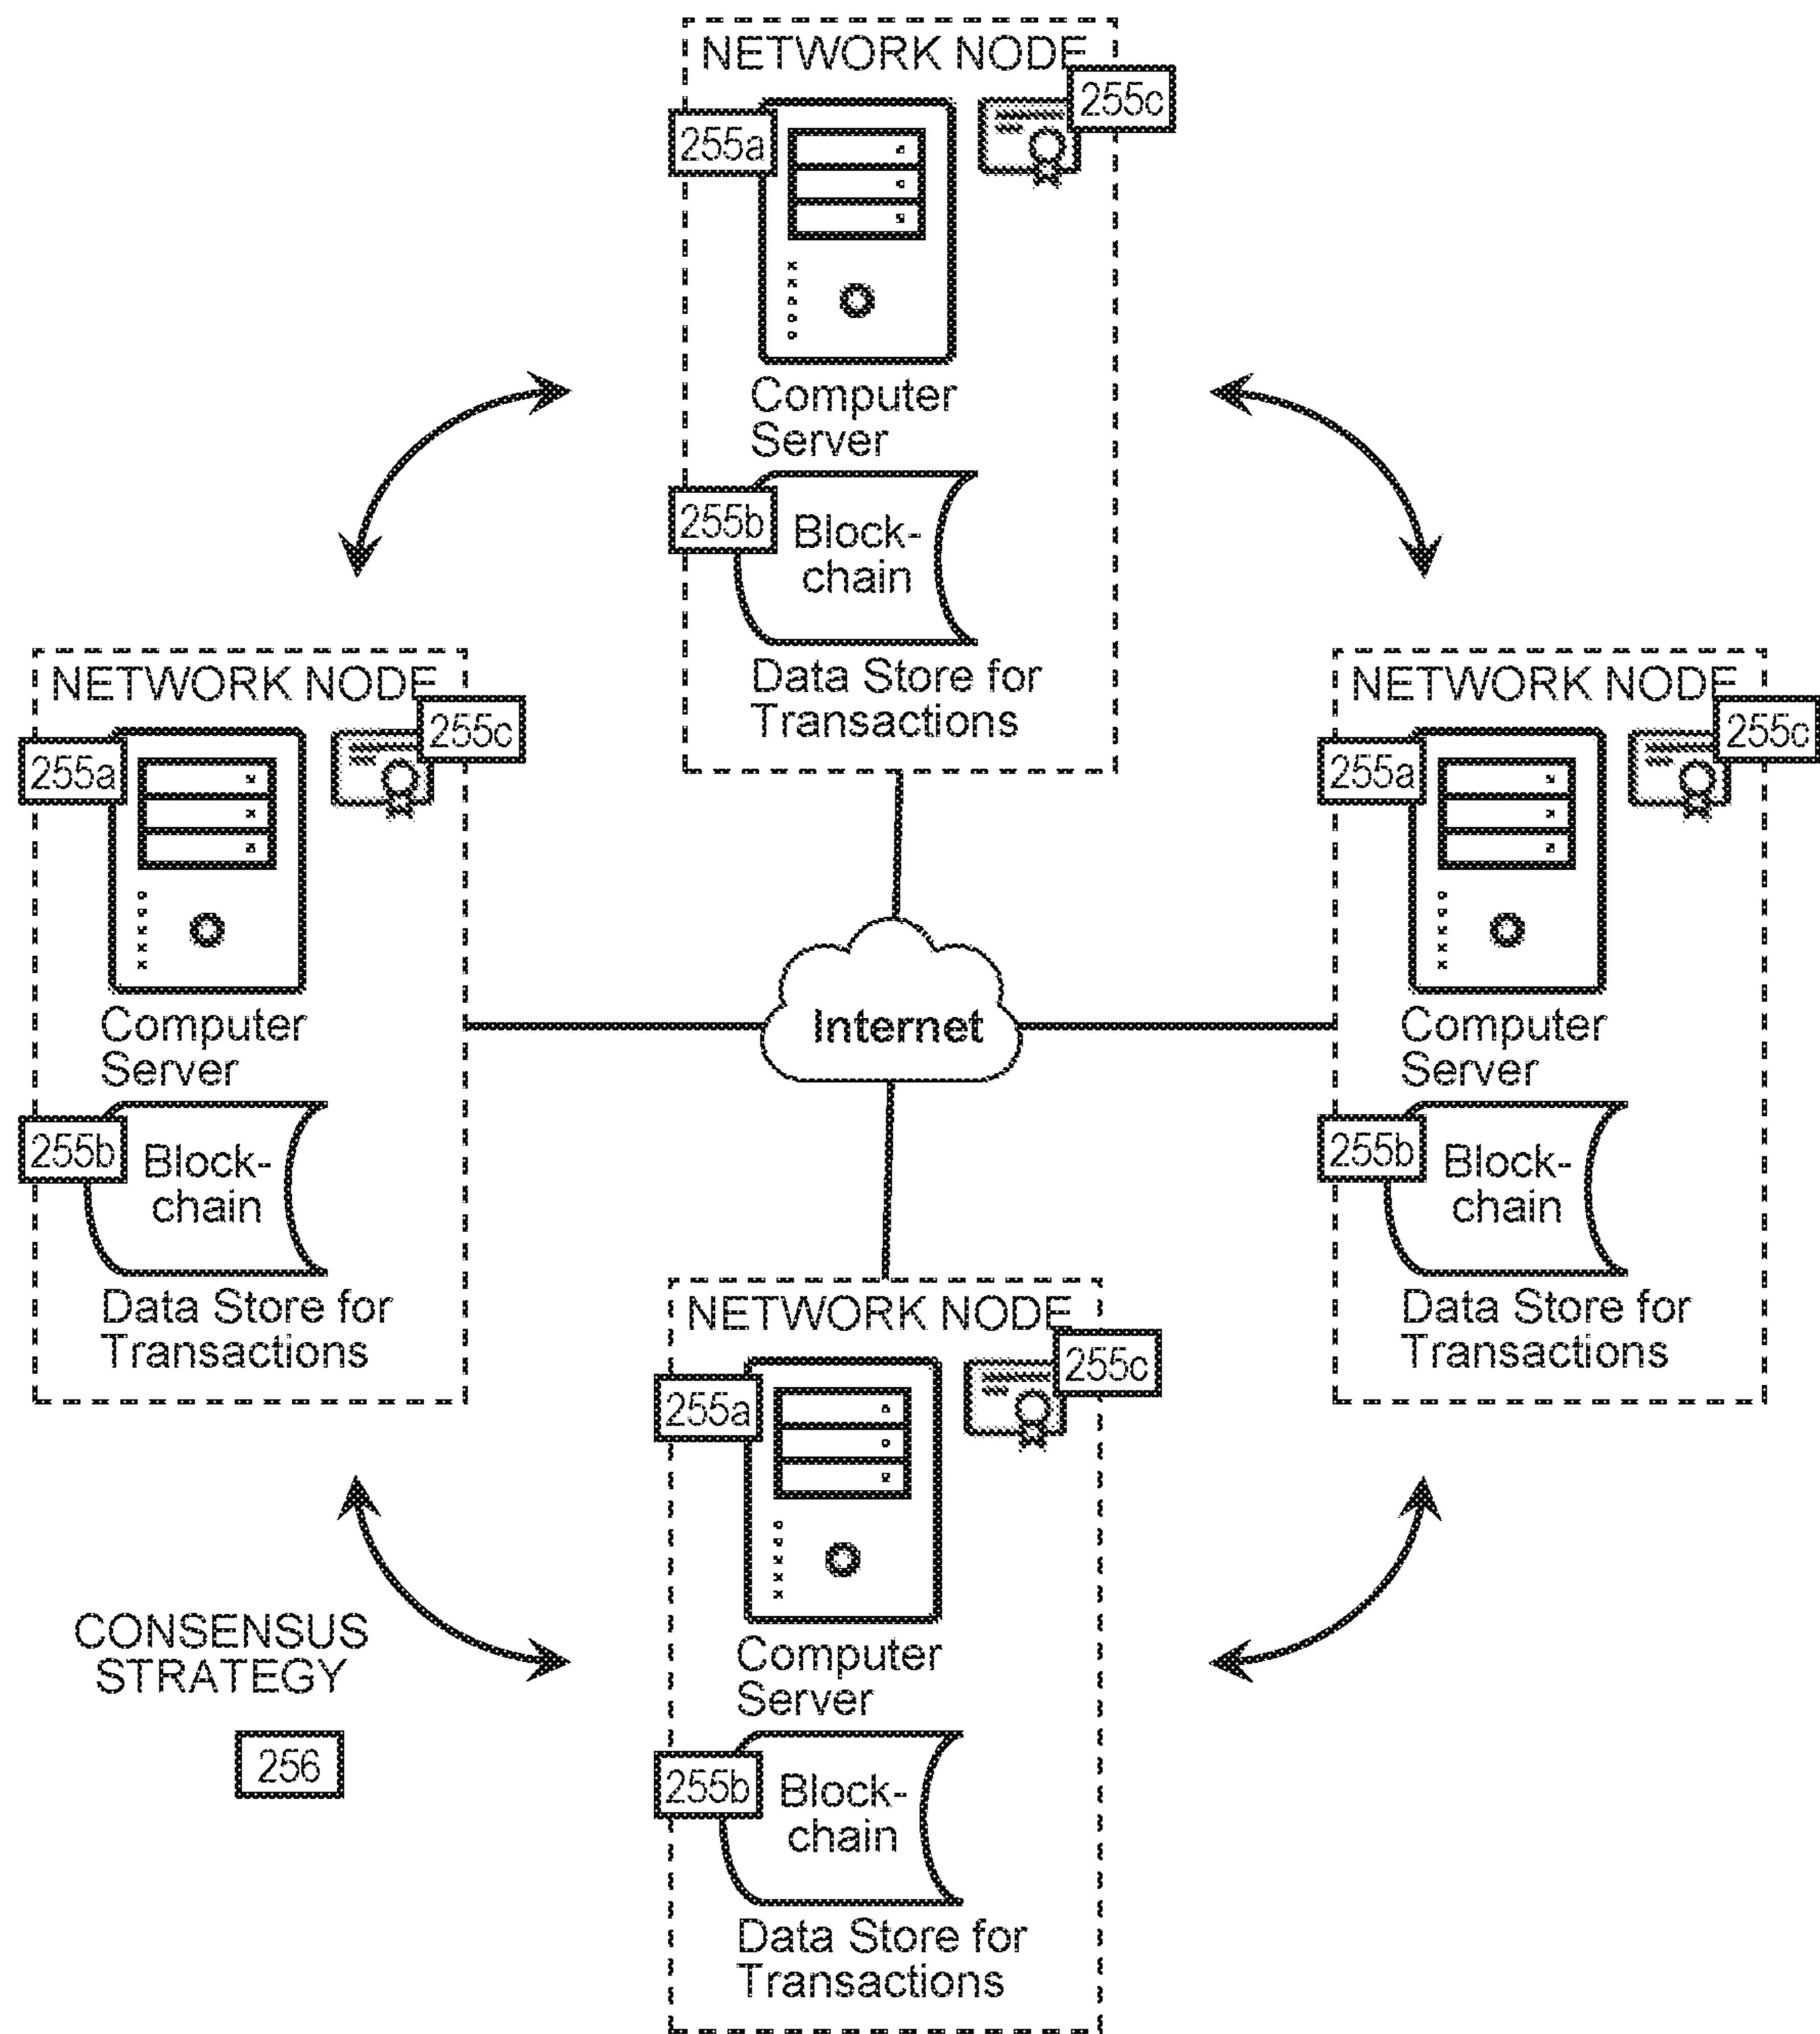 NETWORK NODE
255c
255a
Computer
Server
255b
Block-
chain
Data Store for
Transactions
NETWORK NODE
255c
255a
Computer
Server
255b
Block-
chain
Data Store for
Transactions
Internet
NETWORK NODE
255c
255a
Computer
Server
255b
Block-
chain
Data Store for
Transactions
NETWORK NODE
255c
255a
Computer
Server
255b
Block-
chain
Data Store for
Transactions
CONSENSUS
STRATEGY
256